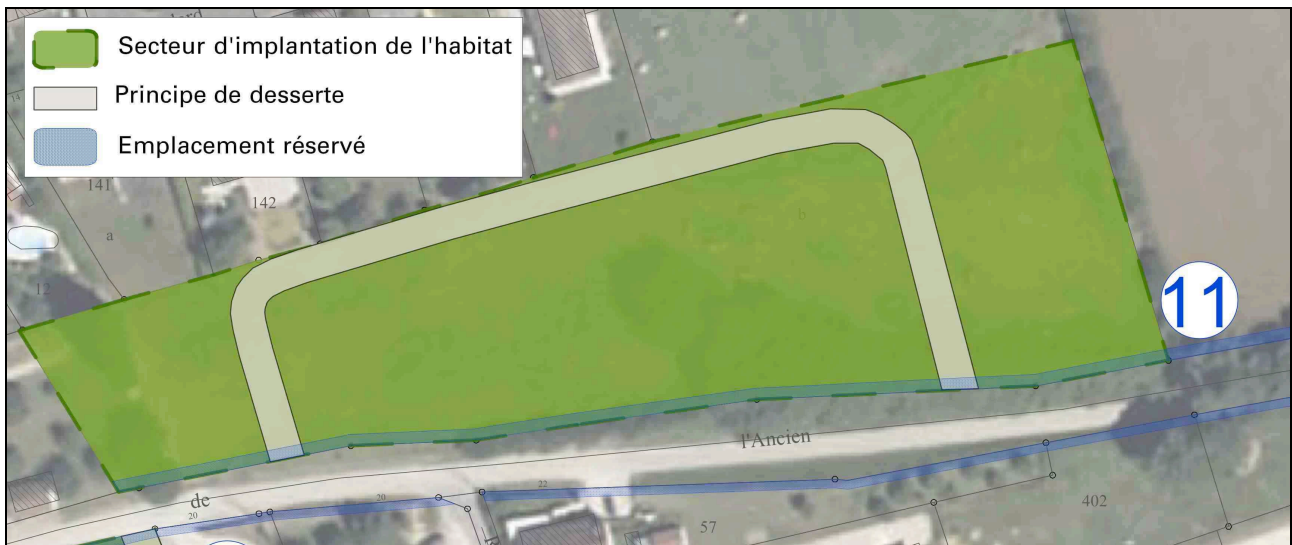 Secteur d'implantation de l'habitat
Principe de desserte
Emplacement réservé
14
141
142
a
b
12
11
l'Ancien
de
20
20
22
57
402